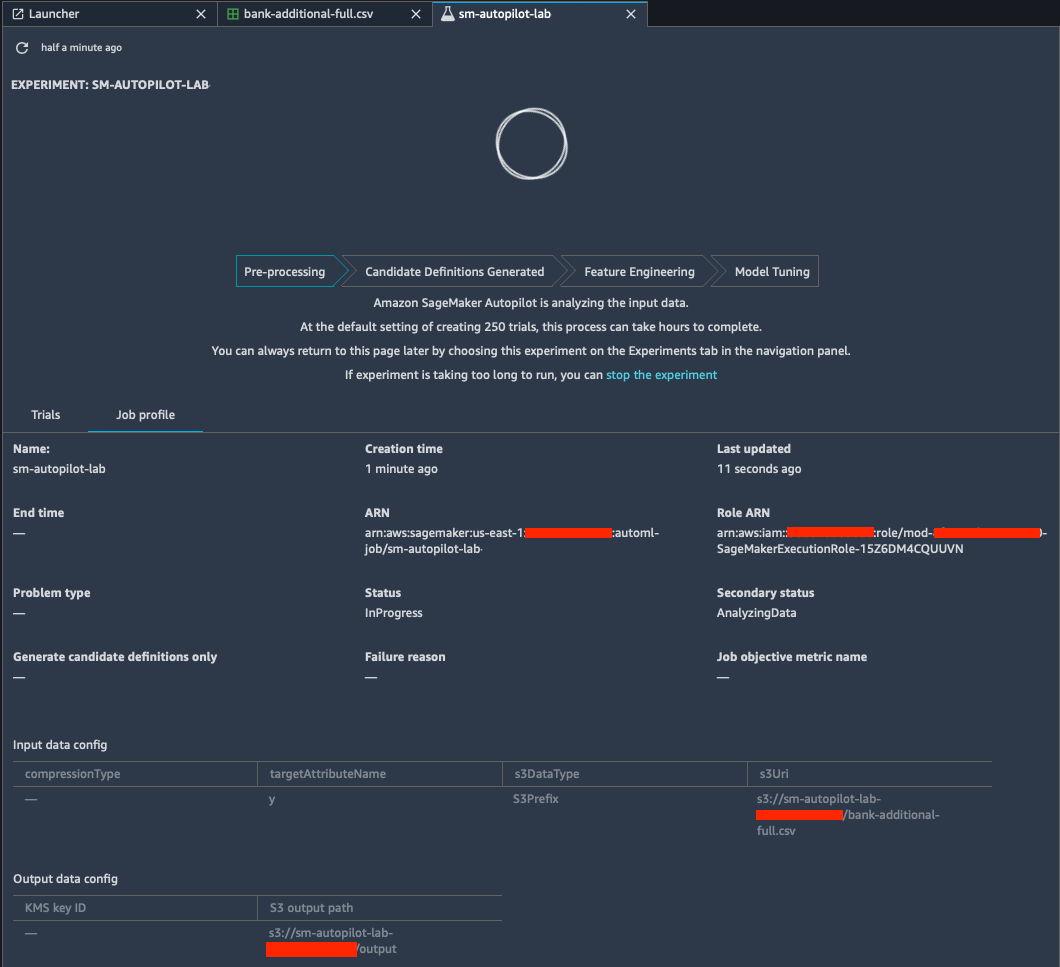 Launcher
bank-additional-full.csv
sm-autopilot-lab
half a minute ago
EXPERIMENT: SM-AUTOPILOT-LAB
Pre-processing
Candidate Definitions Generated
Feature Engineering
Model Tuning
Amazon SageMaker Autopilot is analyzing the input data.
At the default setting of creating 250 trials, this process can take hours to complete.
You can always return to this page later by choosing this experiment on the Experiments tab in the navigation panel.
If experiment is taking too long to run, you can stop the experiment
Trials
Job profile
Name:
sm-autopilot-lab
Creation time
1 minute ago
Last updated
11 seconds ago
End time
—
ARN
arn:aws:sagemaker:us-east-1: :automl-
job/sm-autopilot-lab
Role ARN
arn:aws:iam:: :role/mod- -
SageMakerExecutionRole-15Z6DM4CQUUVN
Problem type
—
Status
InProgress
Secondary status
AnalyzingData
Generate candidate definitions only
—
Failure reason
—
Job objective metric name
—
Input data config
compressionType
targetAttributeName
s3DataType
s3Uri
—
y
S3Prefix
s3://sm-autopilot-lab-
/bank-additional-
full.csv
Output data config
KMS key ID
S3 output path
—
s3://sm-autopilot-lab-
/output